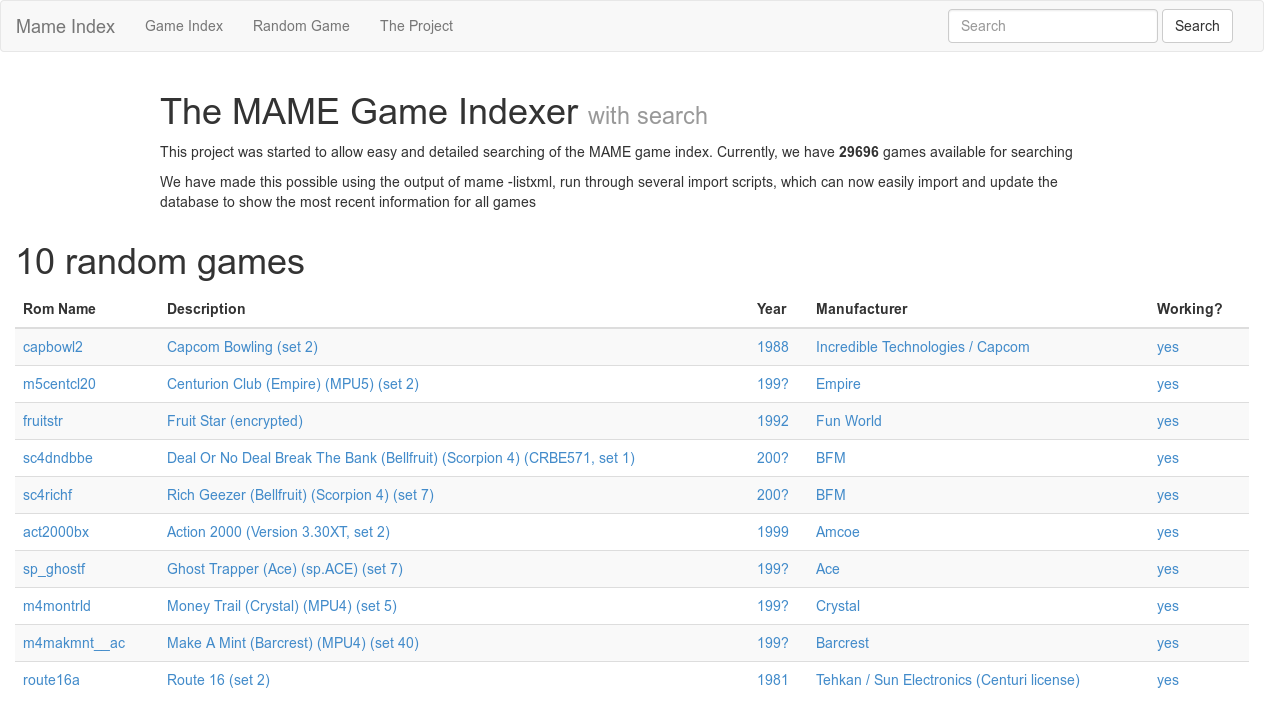 Mame Index Game Index Random Game The Project Search Search
The MAME Game Indexer with search
This project was started to allow easy and detailed searching of the MAME game index. Currently, we have 29696 games available for searching
We have made this possible using the output of mame -listxml, run through several import scripts, which can now easily import and update the
database to show the most recent information for all games
10 random games
Rom Name Description Year Manufacturer Working?
capbowl2 Capcom Bowling (set 2) 1988 Incredible Technologies / Capcom yes
m5centcl20 Centurion Club (Empire) (MPU5) (set 2) 199? Empire yes
fruitstr Fruit Star (encrypted) 1992 Fun World yes
sc4dndbbe Deal Or No Deal Break The Bank (Bellfruit) (Scorpion 4) (CRBE571, set 1) 200? BFM yes
sc4richf Rich Geezer (Bellfruit) (Scorpion 4) (set 7) 200? BFM yes
act2000bx Action 2000 (Version 3.30XT, set 2) 1999 Amcoe yes
sp_ghostf Ghost Trapper (Ace) (sp.ACE) (set 7) 199? Ace yes
m4montrld Money Trail (Crystal) (MPU4) (set 5) 199? Crystal yes
m4makmnt__ac Make A Mint (Barcrest) (MPU4) (set 40) 199? Barcrest yes
route16a Route 16 (set 2) 1981 Tehkan / Sun Electronics (Centuri license) yes